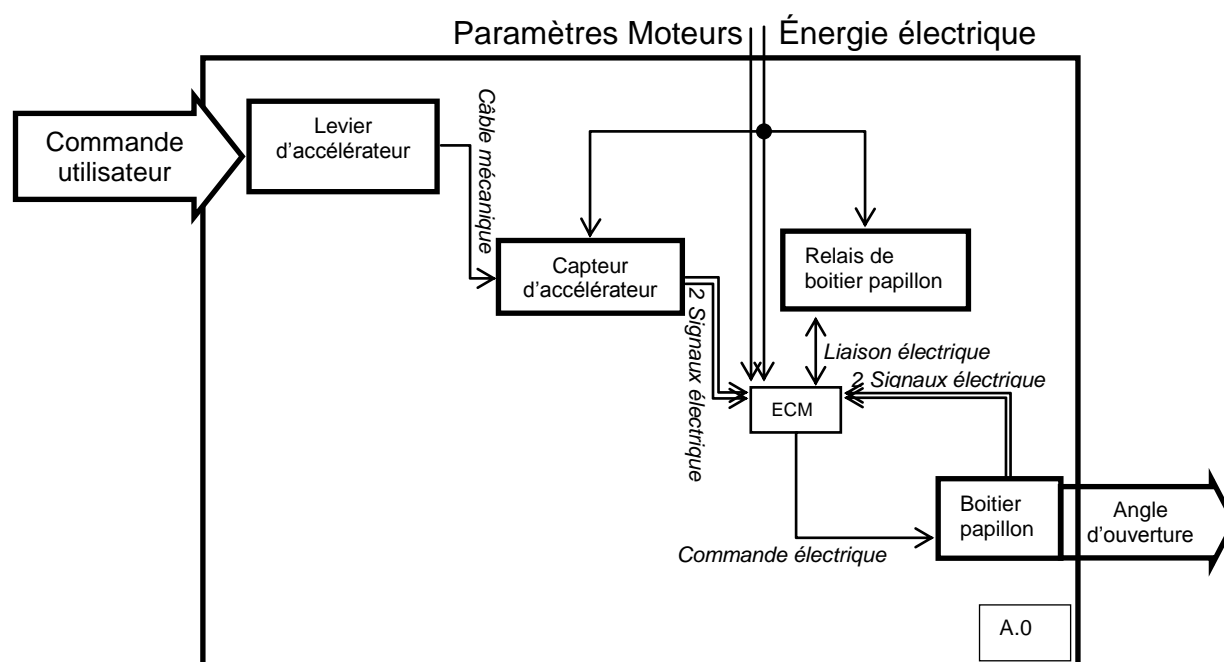 Paramètres Moteurs
Énergie électrique
Commande
utilisateur
Levier
d'accélérateur
Câble mécanique
Capteur
d'accélérateur
Relais de
boitier papillon
2 Signaux électrique
Liaison électrique
2 Signaux électrique
ECM
Boitier
papillon
Angle
d'ouverture
Commande électrique
A.0